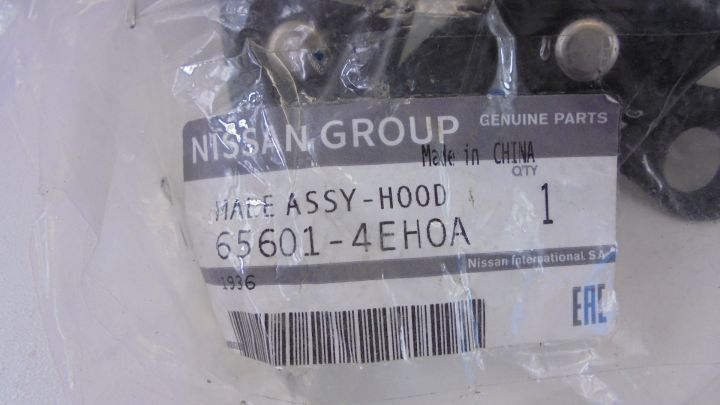 NISSAN GROUP
GENUINE PARTS
Made in CHINA
QTY
MALE ASSY-HOOD
1
65601-4EH0A
Nissan International SA
1936
EAC